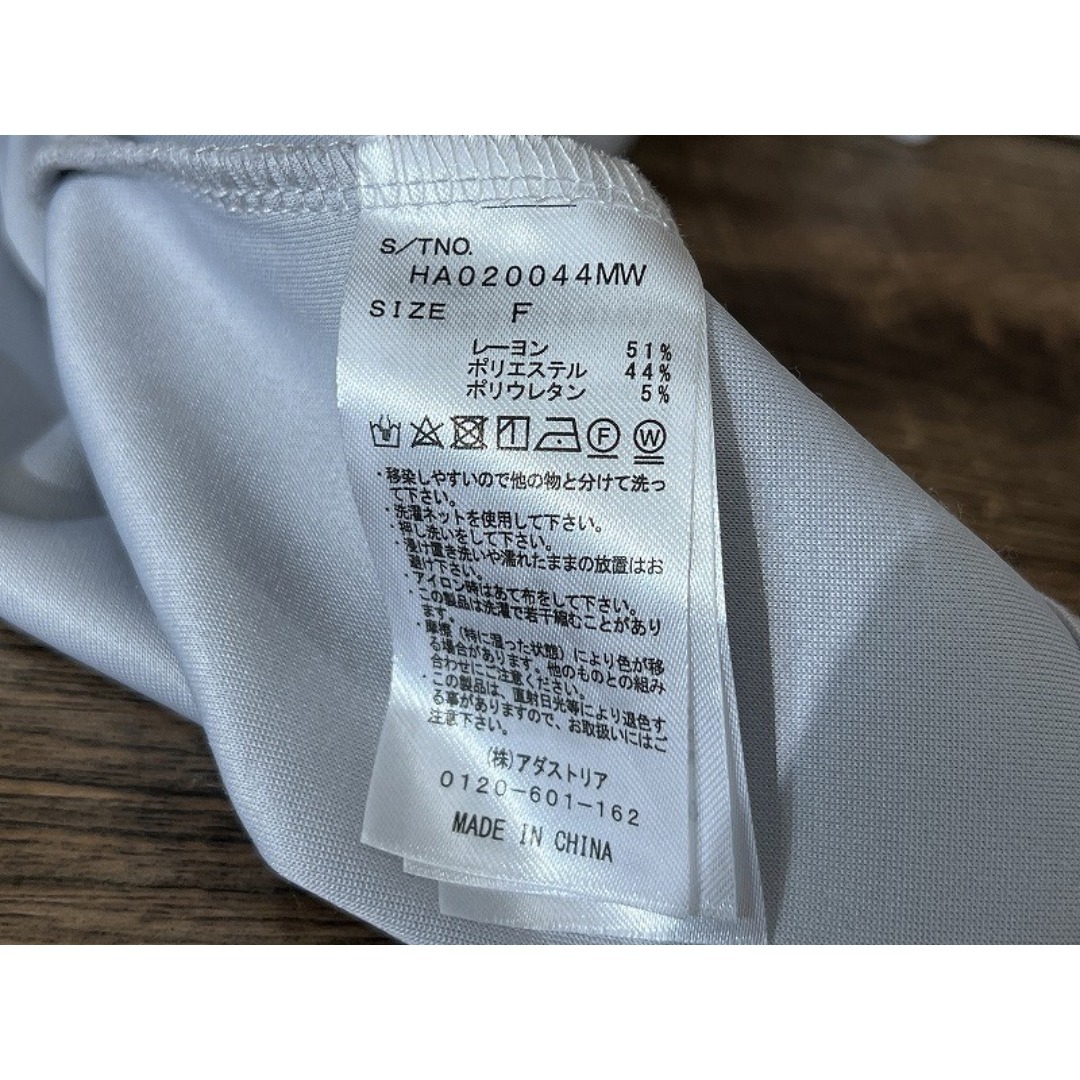 S/TNO.
HA020044MW
SIZE F
レーヨン 51%
ポリエステル 44%
ポリウレタン 5%
F W
・移染しやすいので他の物と分けて洗っ
て下さい。
・洗濯ネットを使用して下さい。
・押し洗いをして下さい。
・浸け置き洗いや濡れたままの放置はお
避け下さい。
・アイロン時はあて布をして下さい。
・この製品は洗濯で若干縮むことがあり
ます。
・摩擦（特に湿った状態）により色が移
る場合があります。他のものとの組み
合わせにご注意ください。
・この製品は、直射日光等により退色す
る事がありますので、お取扱いにはご
注意下さい。
(株)アダストリア
0120-601-162
MADE IN CHINA